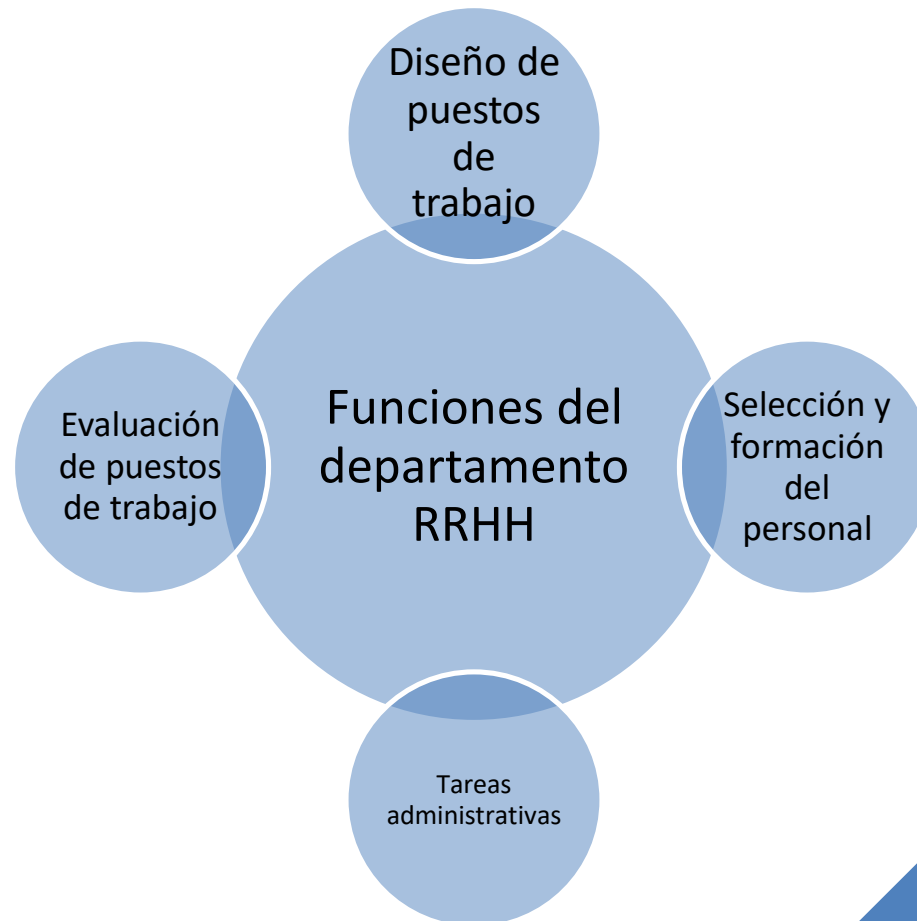 Diseño de
puestos
de
trabajo
Funciones del
departamento
RRHH
Evaluación
de puestos
de trabajo
Selección y
formación
del
personal
Tareas
administrativas